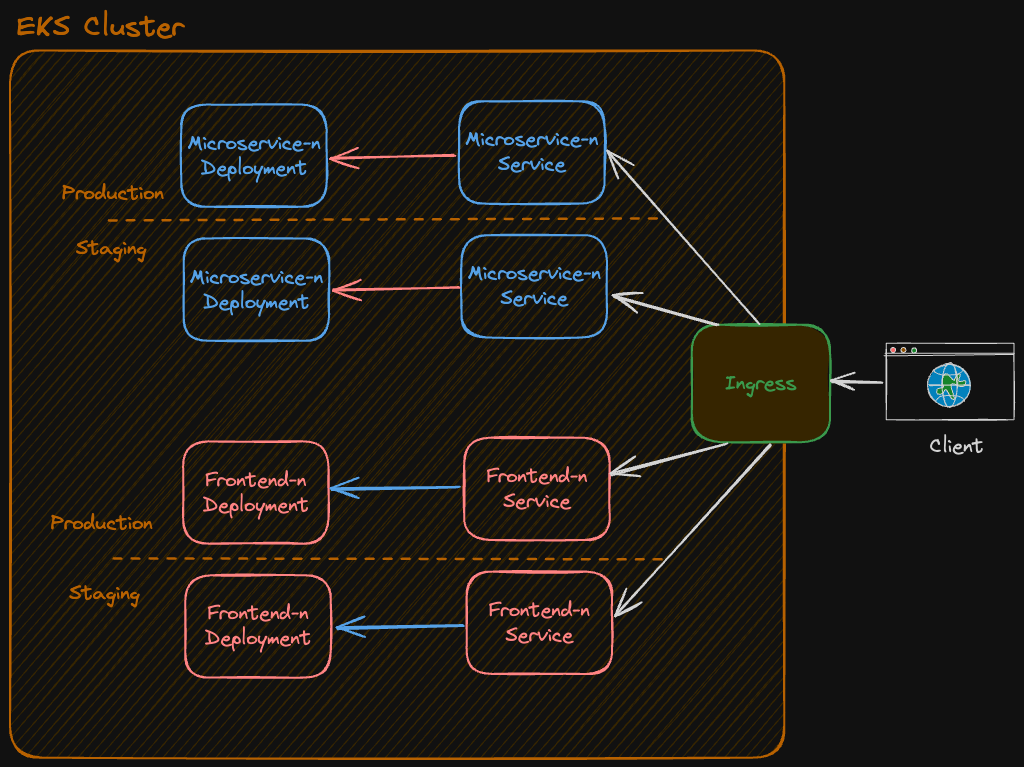 EKS Cluster
Microservice-n
Deployment
Microservice-n
Service
Production
Staging
Microservice-n
Deployment
Microservice-n
Service
Ingress
Client
Frontend-n
Deployment
Frontend-n
Service
Production
Staging
Frontend-n
Deployment
Frontend-n
Service